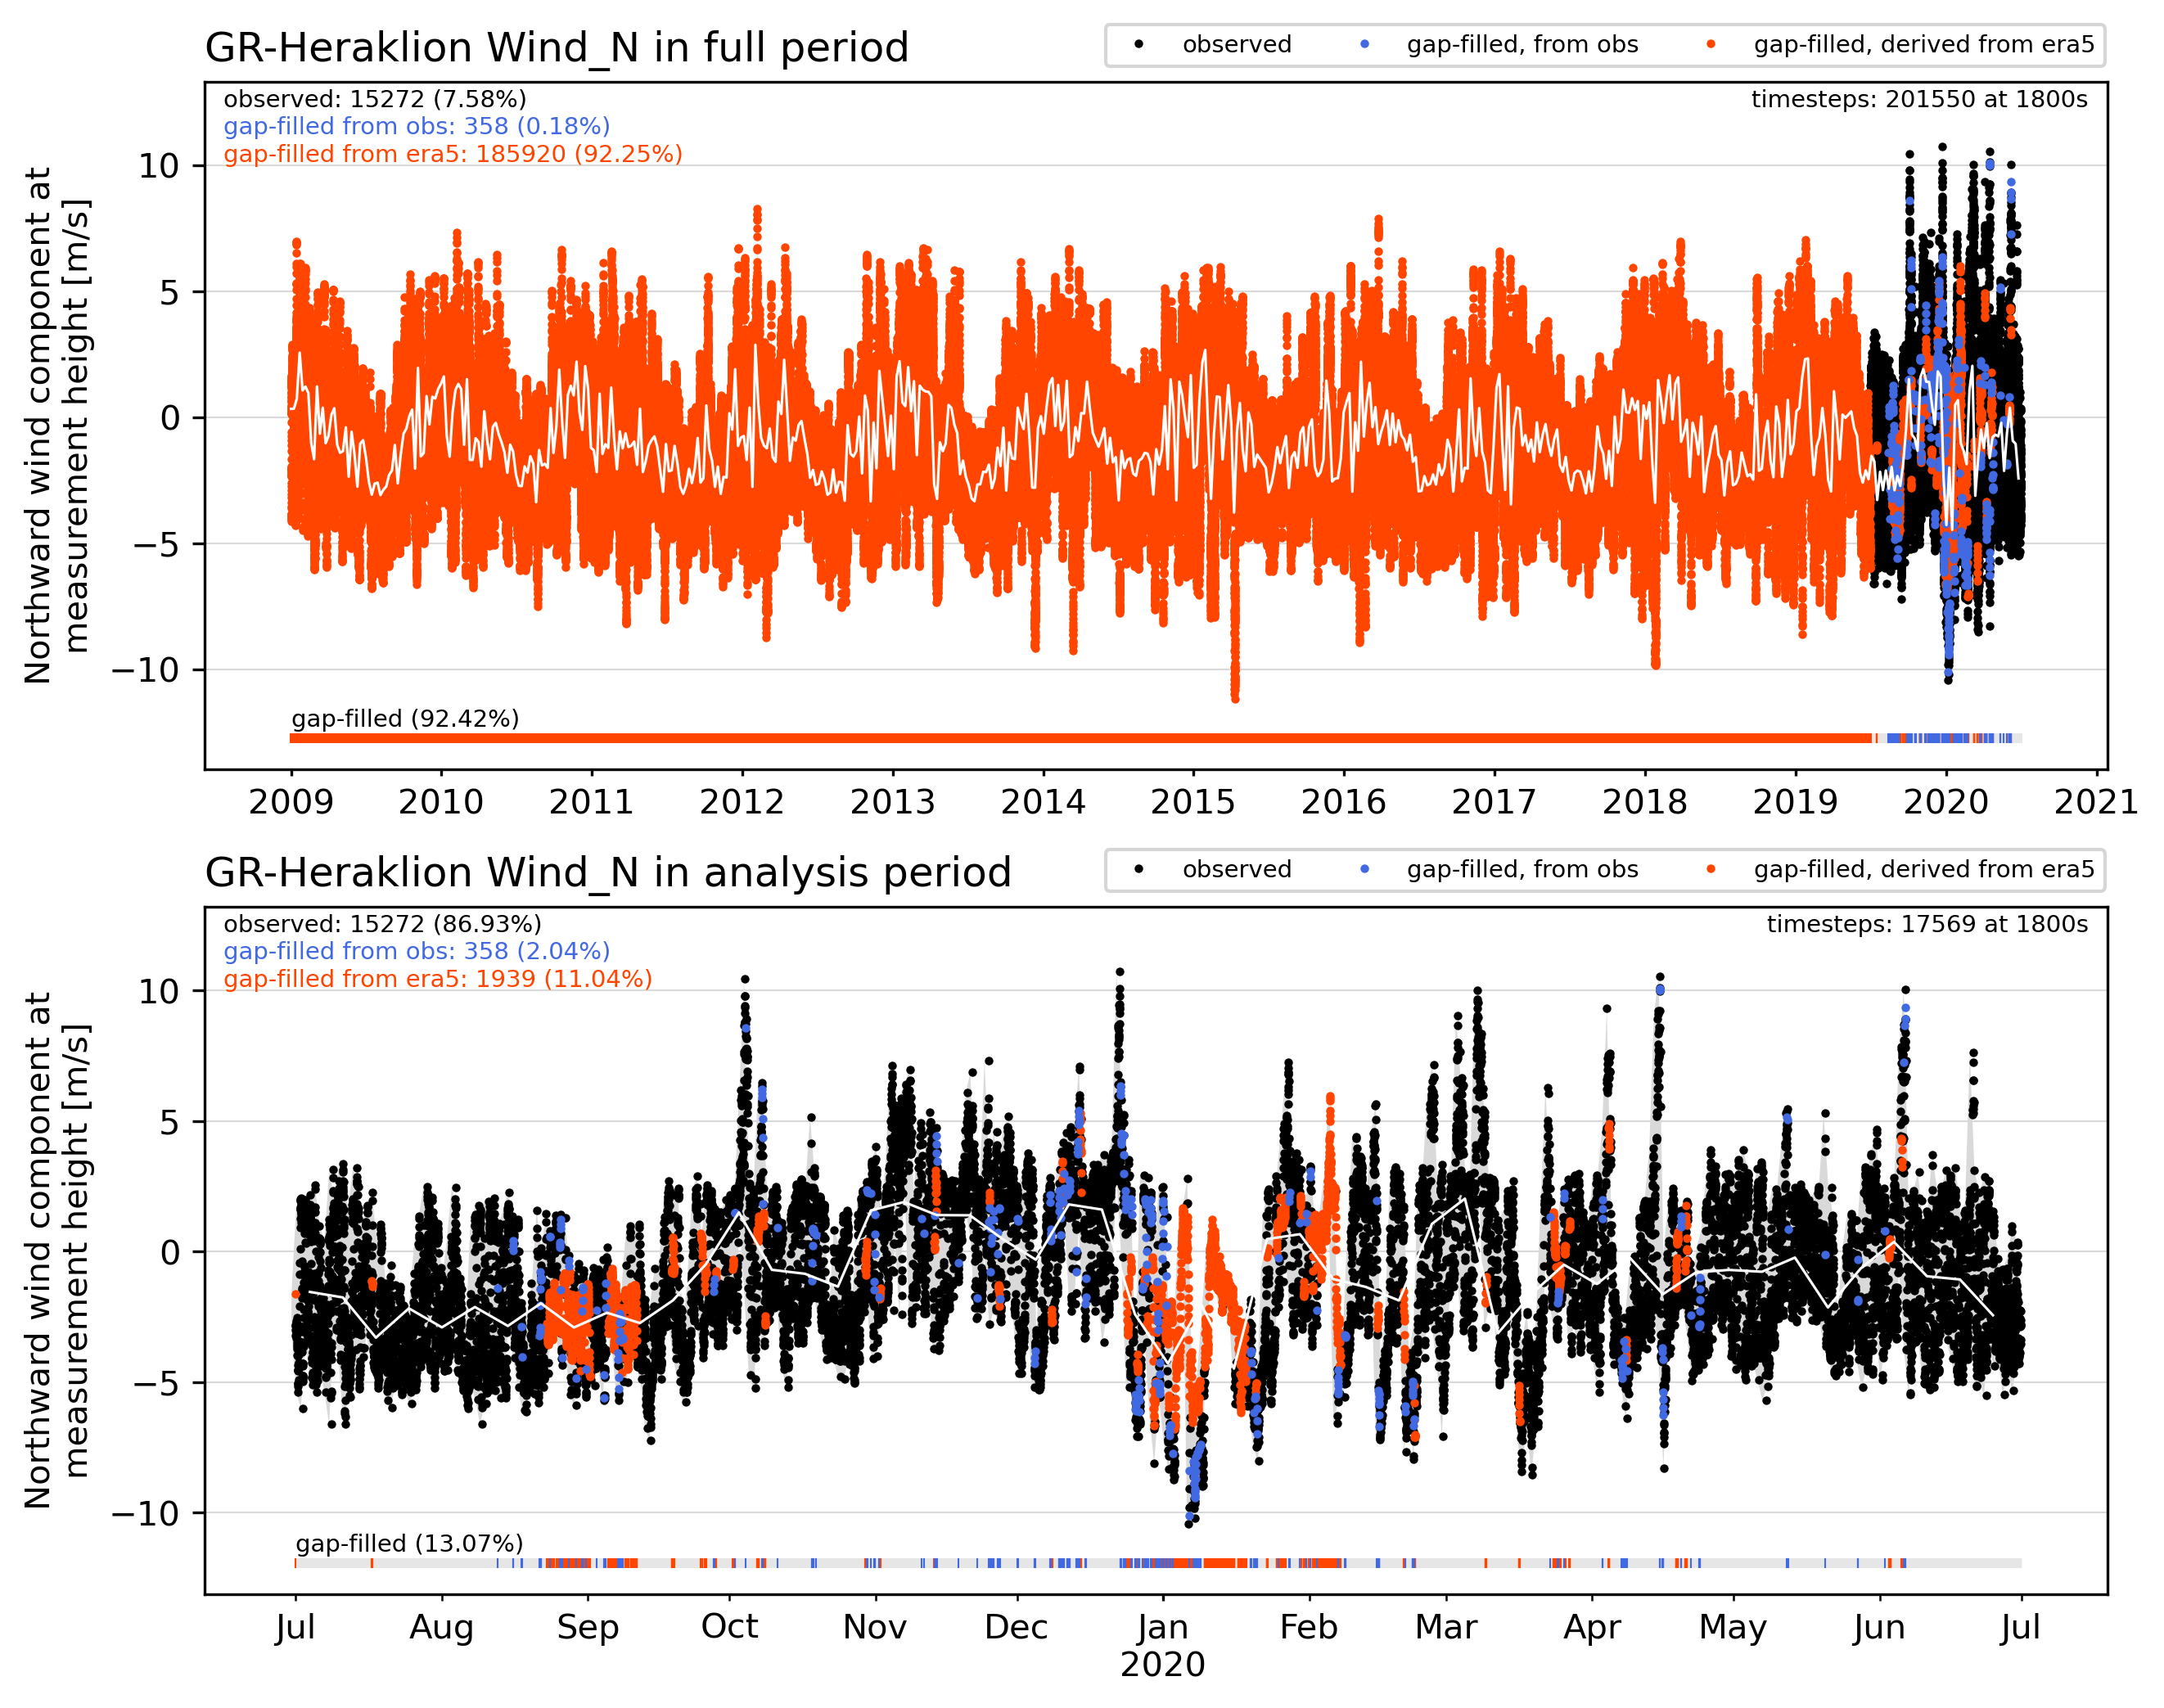 GR-Heraklion Wind_N in full period
observed
gap-filled, from obs
gap-filled, derived from era5
observed: 15272 (7.58%)
gap-filled from obs: 358 (0.18%)
gap-filled from era5: 185920 (92.25%)
timesteps: 201550 at 1800s
Northward wind component at
measurement height [m/s]
10
5
0
−5
−10
gap-filled (92.42%)
2009
2010
2011
2012
2013
2014
2015
2016
2017
2018
2019
2020
2021
GR-Heraklion Wind_N in analysis period
observed
gap-filled, from obs
gap-filled, derived from era5
observed: 15272 (86.93%)
gap-filled from obs: 358 (2.04%)
gap-filled from era5: 1939 (11.04%)
timesteps: 17569 at 1800s
Northward wind component at
measurement height [m/s]
10
5
0
−5
−10
gap-filled (13.07%)
Jul
Aug
Sep
Oct
Nov
Dec
Jan
2020
Feb
Mar
Apr
May
Jun
Jul